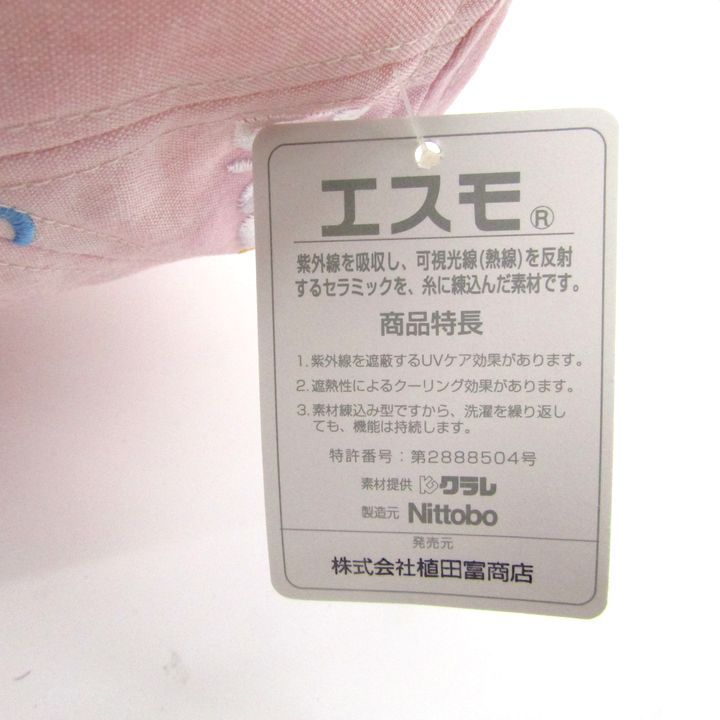 エスモ®
紫外線を吸収し、可視光線(熱線)を反射
するセラミックを、糸に練込んだ素材です。
商品特長
1.紫外線を遮蔽するUVケア効果があります。
2.遮熱性によるクーリング効果があります。
3.素材練込み型ですから、洗濯を繰り返し
ても、機能は持続します。
特許番号:第2888504号
素材提供 クラレ
製造元 Nittobo
発売元
株式会社植田富商店